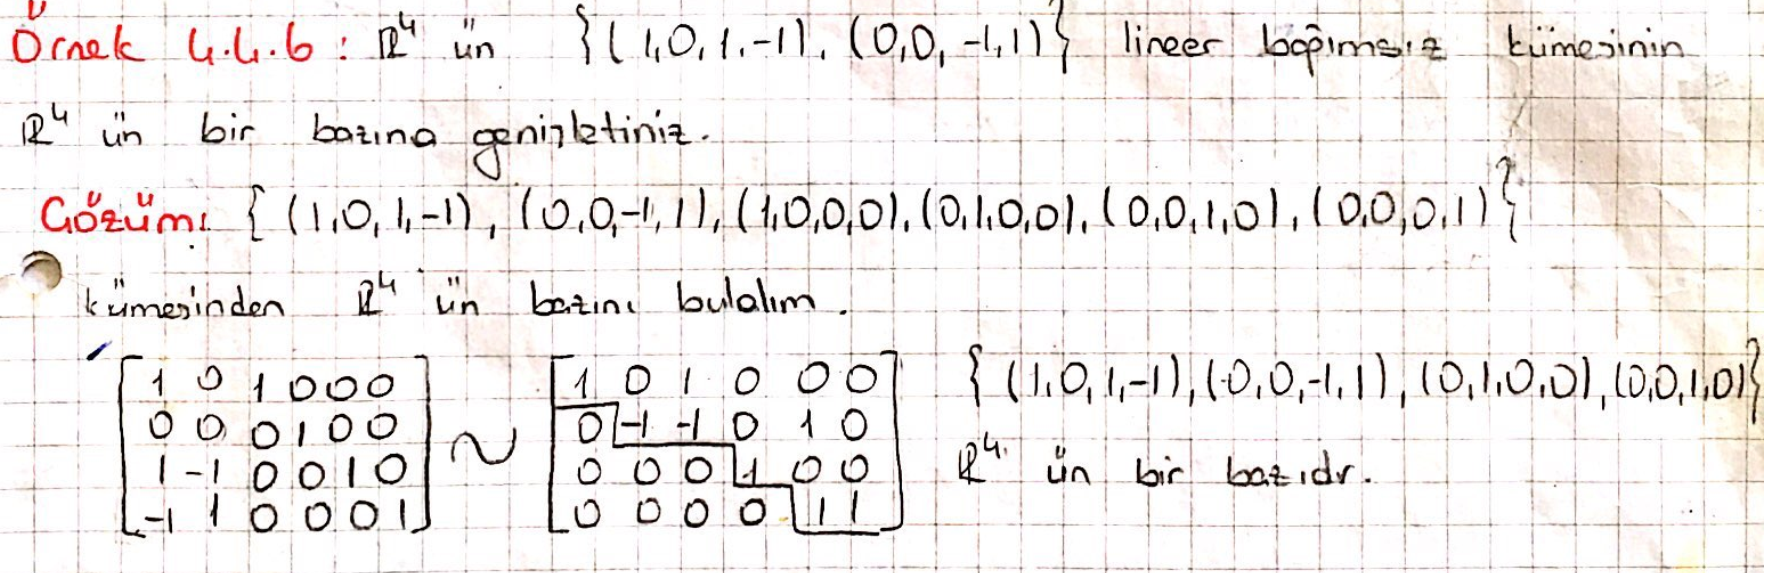 Örnek 4.4.6 : ℝ⁴ ün {(1,0,1,-1), (0,0,-1,1)} lineer bağımsız kümesinin
ℝ⁴ ün bir bazına genişletiniz.
Çözüm: {(1,0,1,-1), (0,0,-1,1), (1,0,0,0), (0,1,0,0), (0,0,1,0), (0,0,0,1)}
kümesinden ℝ⁴ ün bazını bulalım.
[1 0 1 0 0 0] [1 0 1 0 0 0] {(1,0,1,-1), (0,0,-1,1), (0,1,0,0), (0,0,1,0)}
[0 0 0 1 0 0] ~ [0 -1 -1 0 1 0]
[1 -1 0 0 1 0] [0 0 0 1 0 0] ℝ⁴ ün bir bazıdır.
[-1 1 0 0 0 1] [0 0 0 0 1 1]